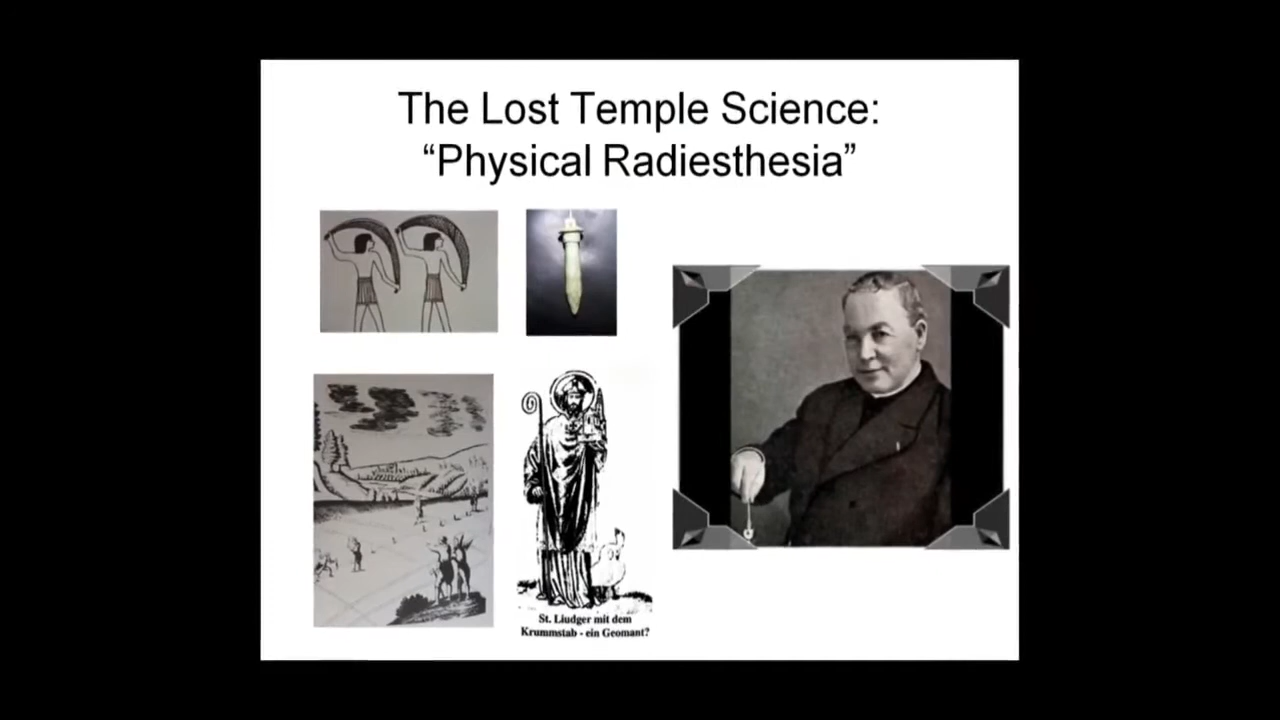 The Lost Temple Science:
“Physical Radiesthesia”
St. Liudger mit dem
Krummstab - ein Geomant?